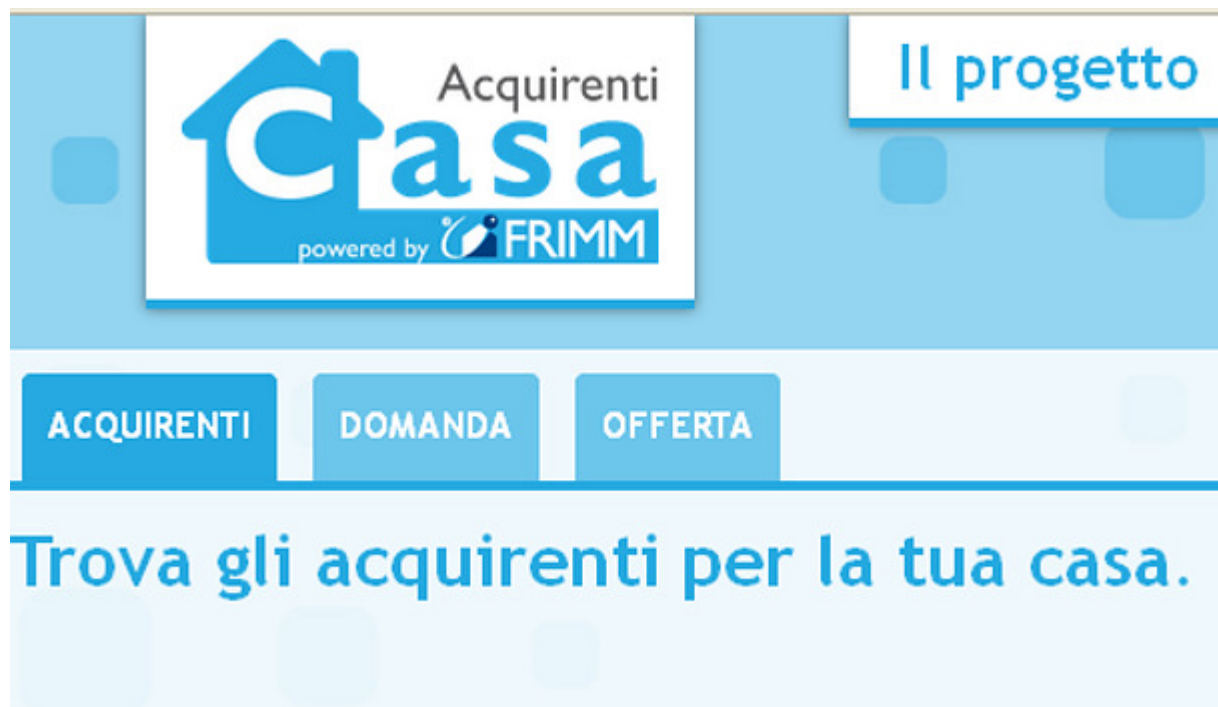 Acquirenti
Casa
powered by FRIMM
Il progetto
ACQUIRENTI
DOMANDA
OFFERTA
Trova gli acquirenti per la tua casa.